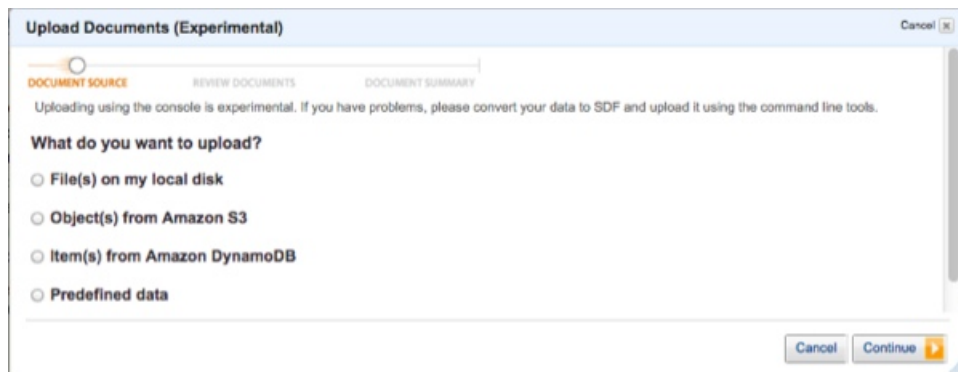 Upload Documents (Experimental)
Cancel
DOCUMENT SOURCE
REVIEW DOCUMENTS
DOCUMENT SUMMARY
Uploading using the console is experimental. If you have problems, please convert your data to SDF and upload it using the command line tools.
What do you want to upload?
File(s) on my local disk
Object(s) from Amazon S3
Item(s) from Amazon DynamoDB
Predefined data
Cancel
Continue